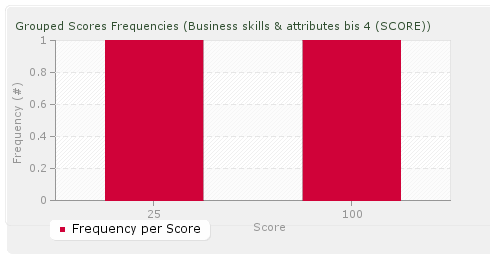 Grouped Scores Frequencies (Business skills & attributes bis 4 (SCORE))
Frequency (#)
1
0.8
0.6
0.4
0.2
0
25
100
Score
Frequency per Score